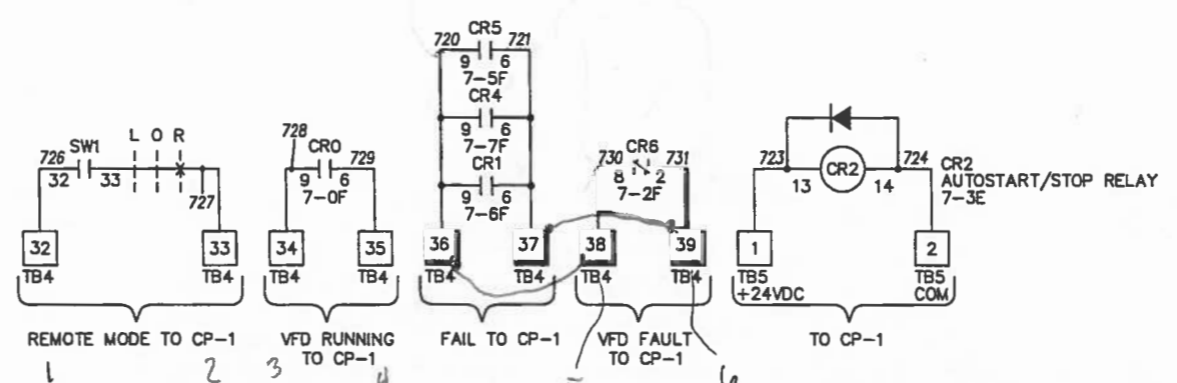 CR5
720 721
9 6
7-5F
CR4
9 6
7-7F
CR1
9 6
7-6F
L O R
726 SW1
32 33
727
728
CR0 729
9 6
7-0F
730 CR6 731
8 2
7-2F
723 CR2 724
13 14
CR2
AUTOSTART/STOP RELAY
7-3E
32 33 34 35 36 37 38 39 1 2
TB4 TB4 TB4 TB4 TB4 TB4 TB4 TB4 TB5 TB5
+24VDC COM
REMOTE MODE TO CP-1
VFD RUNNING
TO CP-1
FAIL TO CP-1
VFD FAULT
TO CP-1
TO CP-1
1 2 3 4 6